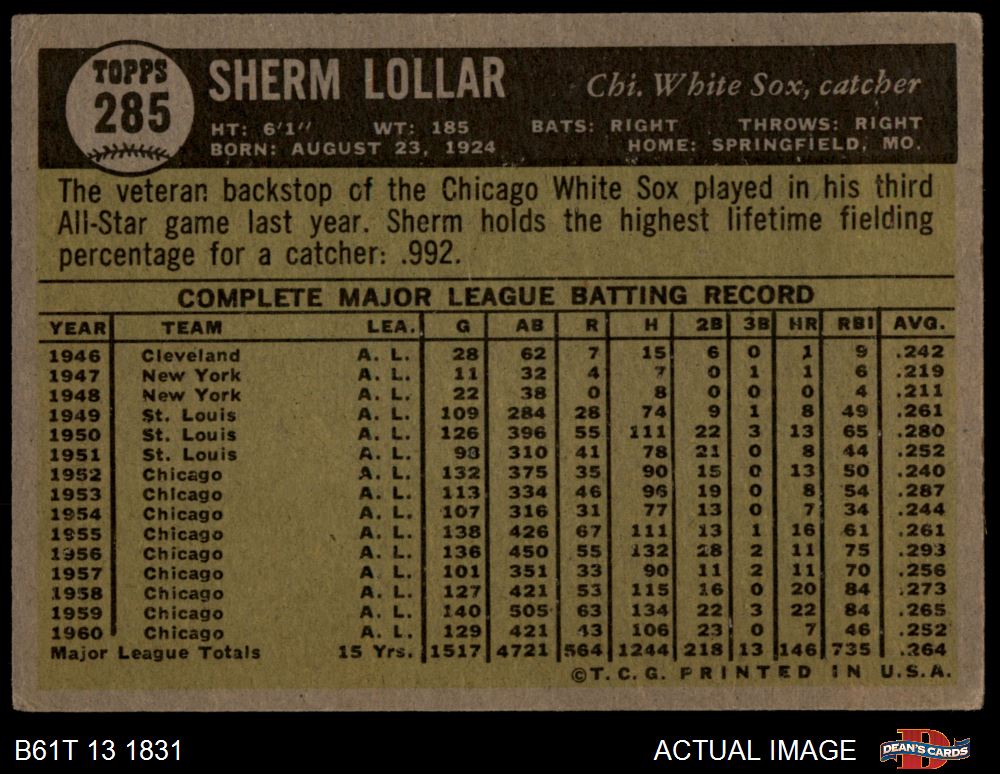 TOPPS
285
SHERM LOLLAR
Chi. White Sox, catcher
HT: 6'1" WT: 185 BATS: RIGHT THROWS: RIGHT
BORN: AUGUST 23, 1924 HOME: SPRINGFIELD, MO.
The veteran backstop of the Chicago White Sox played in his third
All-Star game last year. Sherm holds the highest lifetime fielding
percentage for a catcher: .992.
COMPLETE MAJOR LEAGUE BATTING RECORD
YEAR TEAM LEA. G AB R H 2B 3B HR RBI AVG.
1946 Cleveland A. L. 28 62 7 15 6 0 1 9 .242
1947 New York A. L. 11 32 4 7 0 1 1 6 .219
1948 New York A. L. 22 38 0 8 0 0 0 4 .211
1949 St. Louis A. L. 109 284 28 74 9 1 8 49 .261
1950 St. Louis A. L. 126 396 55 111 22 3 13 65 .280
1951 St. Louis A. L. 98 310 41 78 21 0 8 44 .252
1952 Chicago A. L. 132 375 35 90 15 0 13 50 .240
1953 Chicago A. L. 113 334 46 96 19 0 8 54 .287
1954 Chicago A. L. 107 316 31 77 13 0 7 34 .244
1955 Chicago A. L. 138 426 67 111 13 1 16 61 .261
1956 Chicago A. L. 136 450 55 132 28 2 11 75 .293
1957 Chicago A. L. 101 351 33 90 11 2 11 70 .256
1958 Chicago A. L. 127 421 53 115 16 0 20 84 .273
1959 Chicago A. L. 140 505 63 134 22 3 22 84 .265
1960 Chicago A. L. 129 421 43 106 23 0 7 46 .252
Major League Totals 15 Yrs. 1517 4721 564 1244 218 13 146 735 .264
©T. C. G. PRINTED IN U.S.A.
B61T 13 1831 ACTUAL IMAGE DEAN'S CARDS